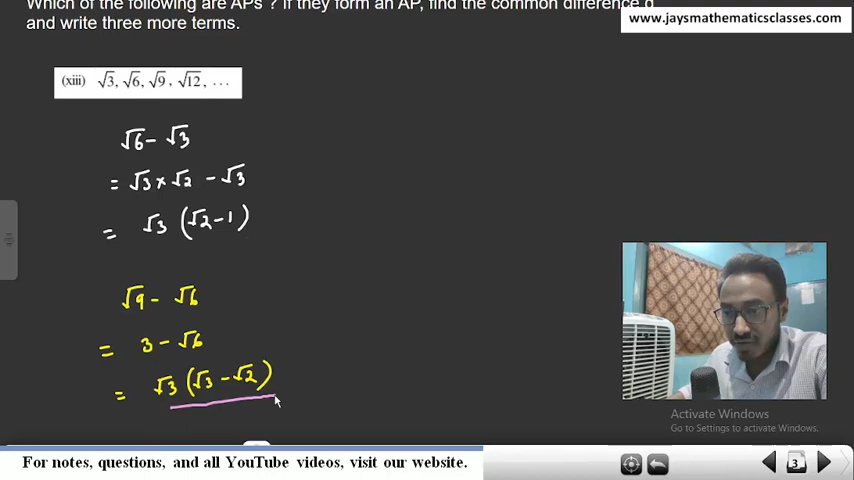 Which of the following are APs ? If they form an AP, find the common difference d
and write three more terms.
www.jaysmathematicsclasses.com
(xiii) √3, √6, √9 , √12 , ...
√6 - √3
= √3 × √2 - √3
= √3 (√2 - 1)
√9 - √6
= 3 - √6
= √3 (√3 - √2)
Activate Windows
Go to Settings to activate Windows.
For notes, questions, and all YouTube videos, visit our website.
3